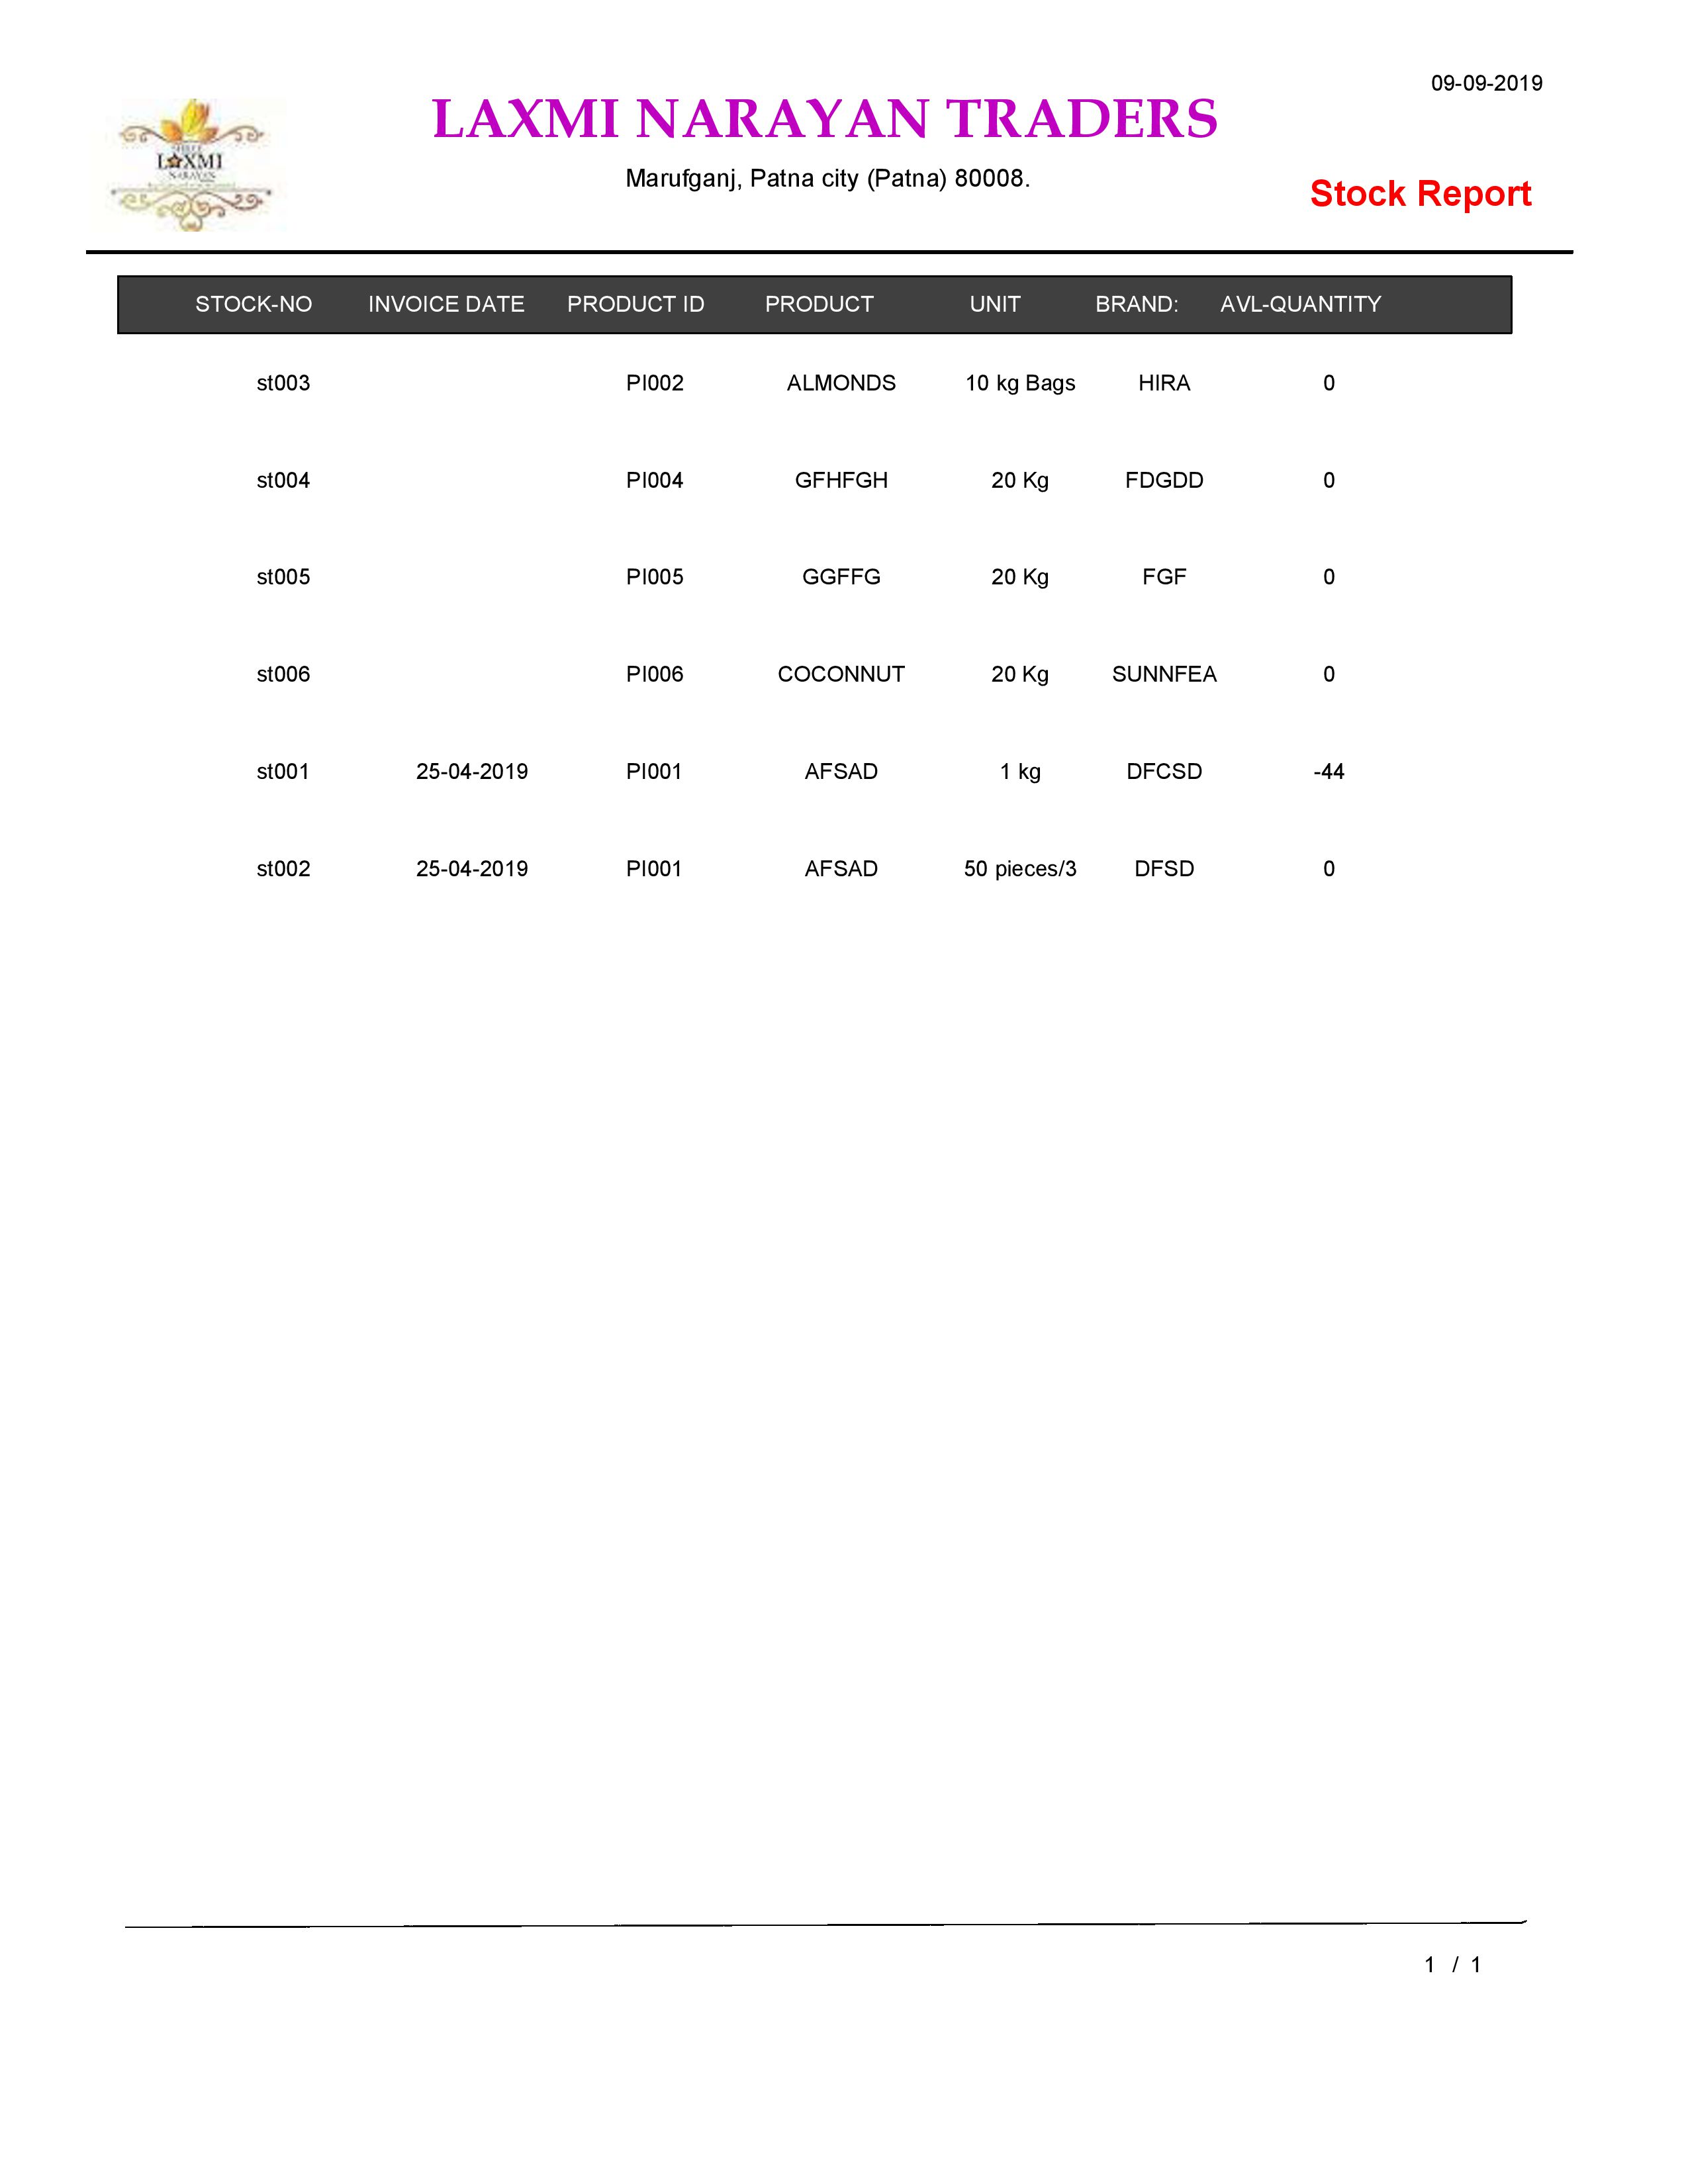 09-09-2019
LAXMI NARAYAN TRADERS
LAXMI
NARAYAN
Marufganj, Patna city (Patna) 80008.
Stock Report
STOCK-NO INVOICE DATE PRODUCT ID PRODUCT UNIT BRAND: AVL-QUANTITY
st003 PI002 ALMONDS 10 kg Bags HIRA 0
st004 PI004 GFHFGH 20 Kg FDGDD 0
st005 PI005 GGFFG 20 Kg FGF 0
st006 PI006 COCONNUT 20 Kg SUNNFEA 0
st001 25-04-2019 PI001 AFSAD 1 kg DFCSD -44
st002 25-04-2019 PI001 AFSAD 50 pieces/3 DFSD 0
1 / 1